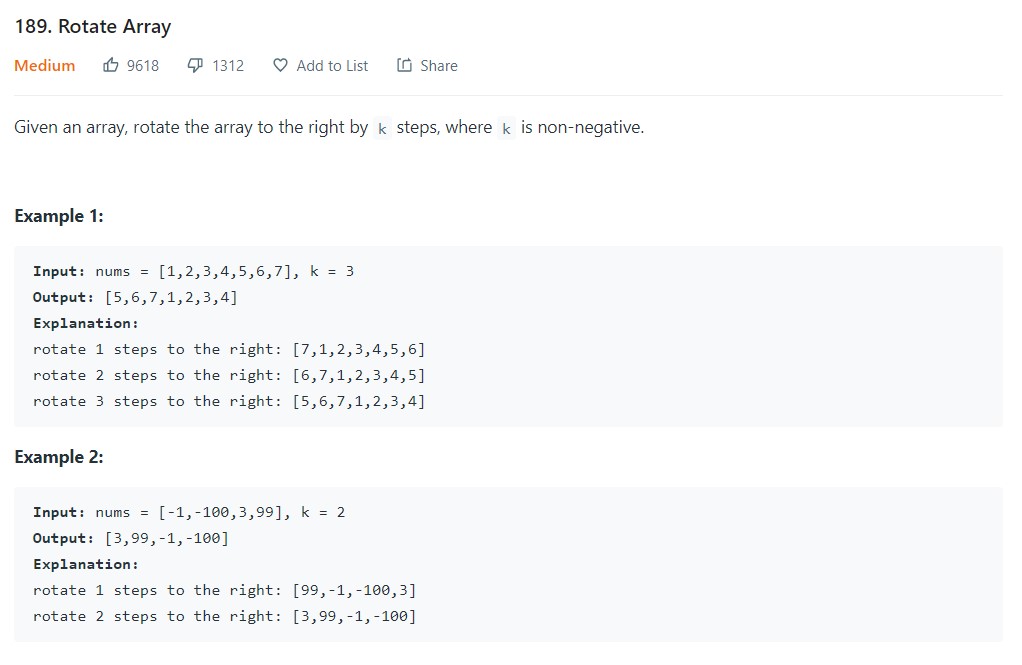 189. Rotate Array
Medium 9618 1312 Add to List Share
Given an array, rotate the array to the right by k steps, where k is non-negative.
Example 1:
Input: nums = [1,2,3,4,5,6,7], k = 3
Output: [5,6,7,1,2,3,4]
Explanation:
rotate 1 steps to the right: [7,1,2,3,4,5,6]
rotate 2 steps to the right: [6,7,1,2,3,4,5]
rotate 3 steps to the right: [5,6,7,1,2,3,4]
Example 2:
Input: nums = [-1,-100,3,99], k = 2
Output: [3,99,-1,-100]
Explanation:
rotate 1 steps to the right: [99,-1,-100,3]
rotate 2 steps to the right: [3,99,-1,-100]